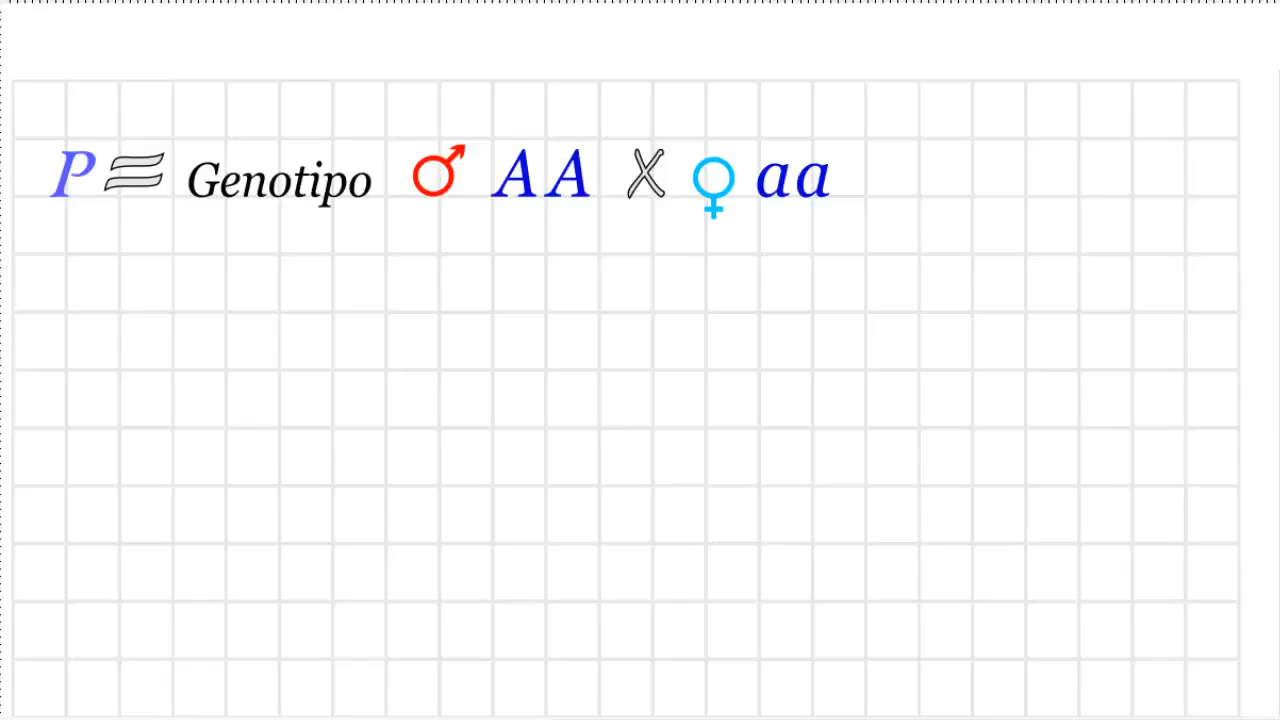 P = Genotipo ♂ AA X ♀ aa